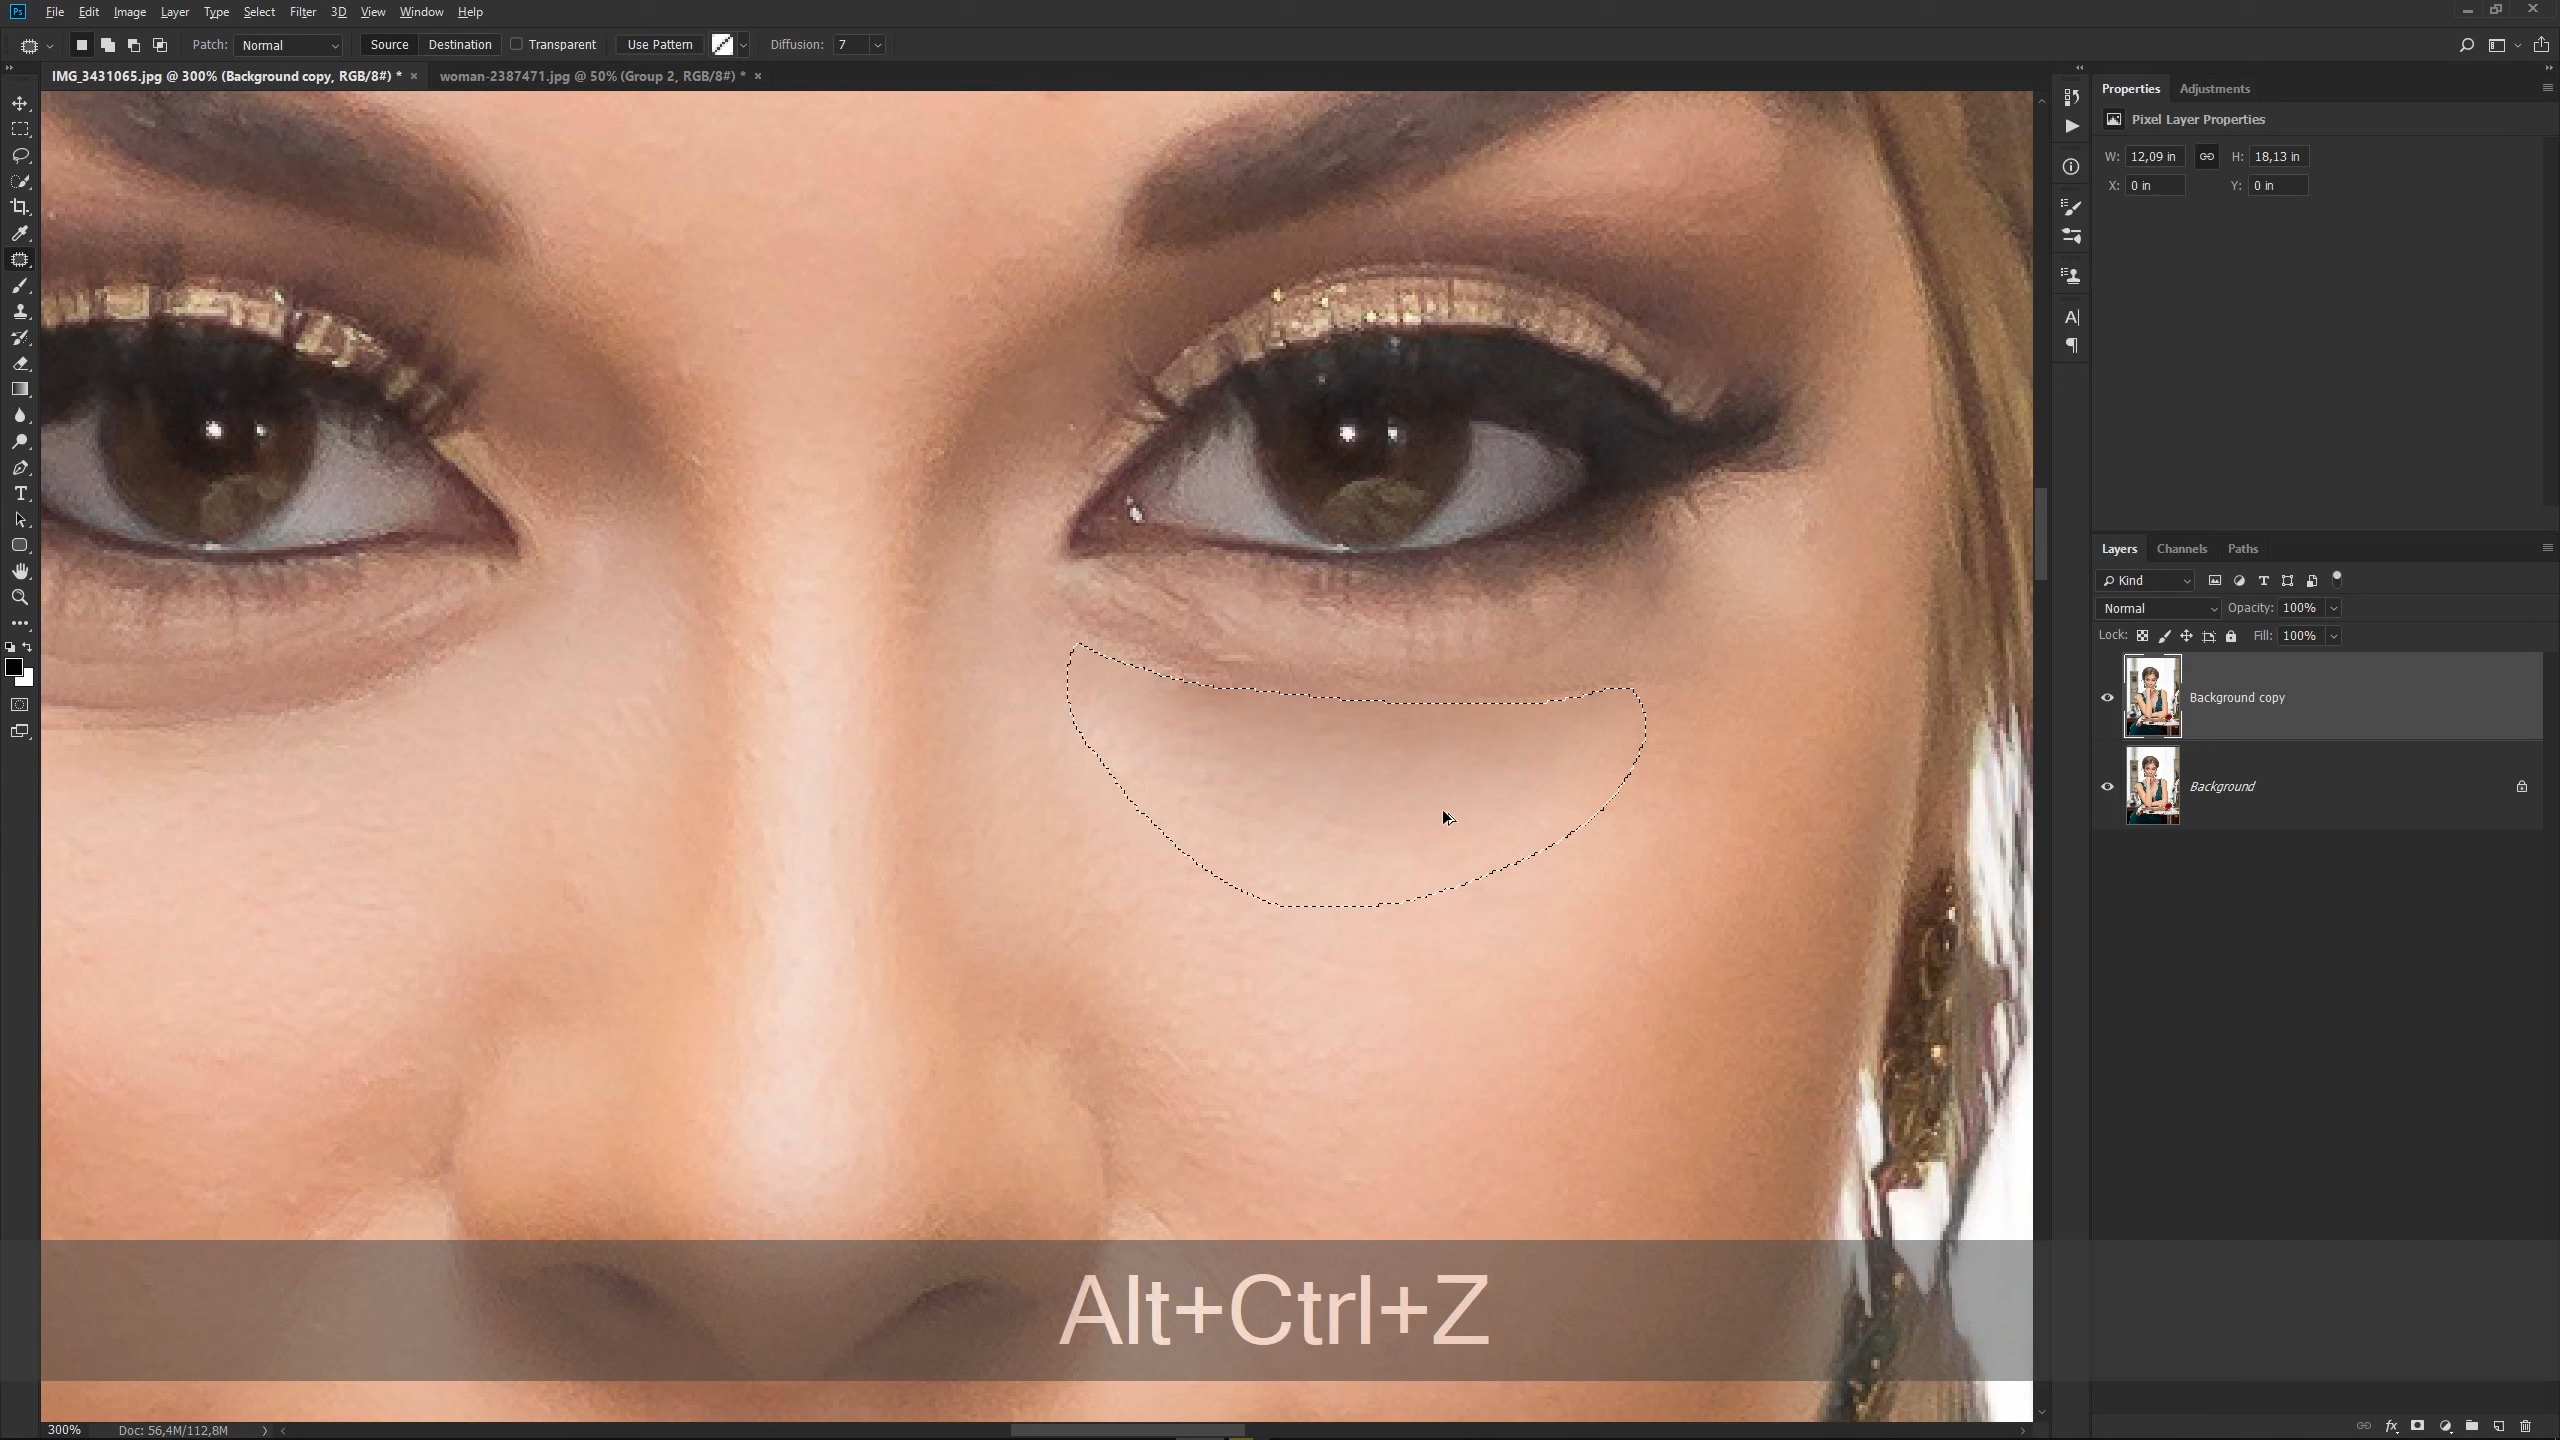 Ps File Edit Image Layer Type Select Filter 3D View Window Help
Patch: Normal Source Destination Transparent Use Pattern Diffusion: 7
IMG_3431065.jpg @ 300% (Background copy, RGB/8#) * × woman-2387471.jpg @ 50% (Group 2, RGB/8#) * ×
Properties Adjustments
Pixel Layer Properties
W: 12,09 in H: 18,13 in
X: 0 in Y: 0 in
Layers Channels Paths
Kind
Normal Opacity: 100%
Lock: Fill: 100%
Background copy
Background
Alt+Ctrl+Z
300% Doc: 56,4M/112,8M